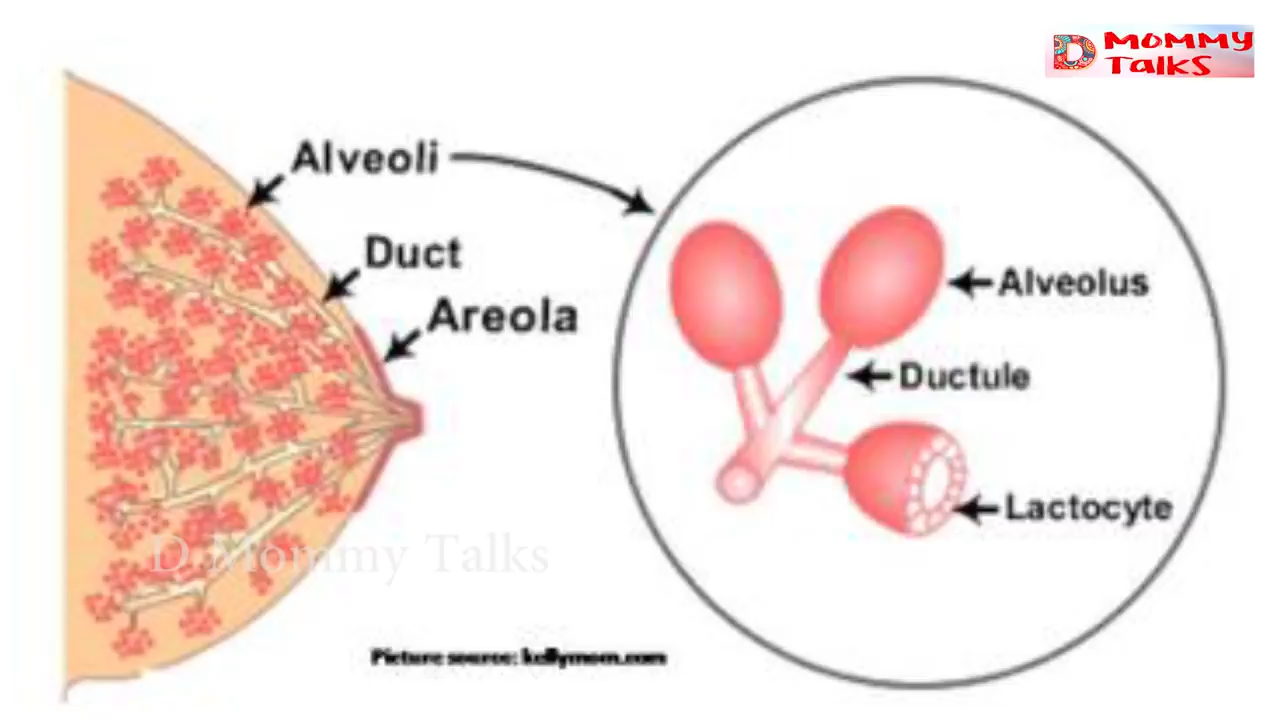 D MOMMY
TALKS
Alveoli
Duct
Areola
Alveolus
Ductule
Lactocyte
D Mommy Talks
Picture source: kellymom.com